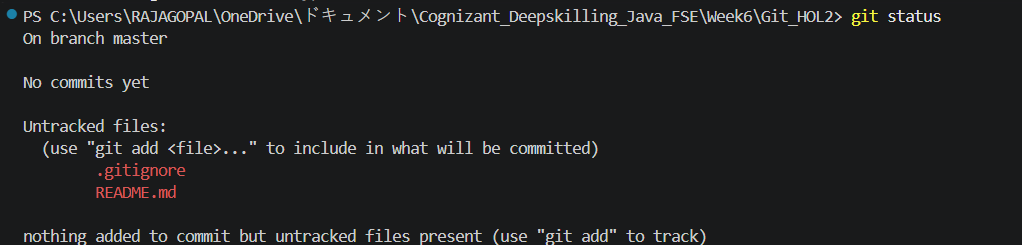 PS C:\Users\RAJAGOPAL\OneDrive\ドキュメント\Cognizant_Deepskilling_Java_FSE\Week6\Git_HOL2> git status
On branch master
No commits yet
Untracked files:
(use "git add <file>..." to include in what will be committed)
.gitignore
README.md
nothing added to commit but untracked files present (use "git add" to track)